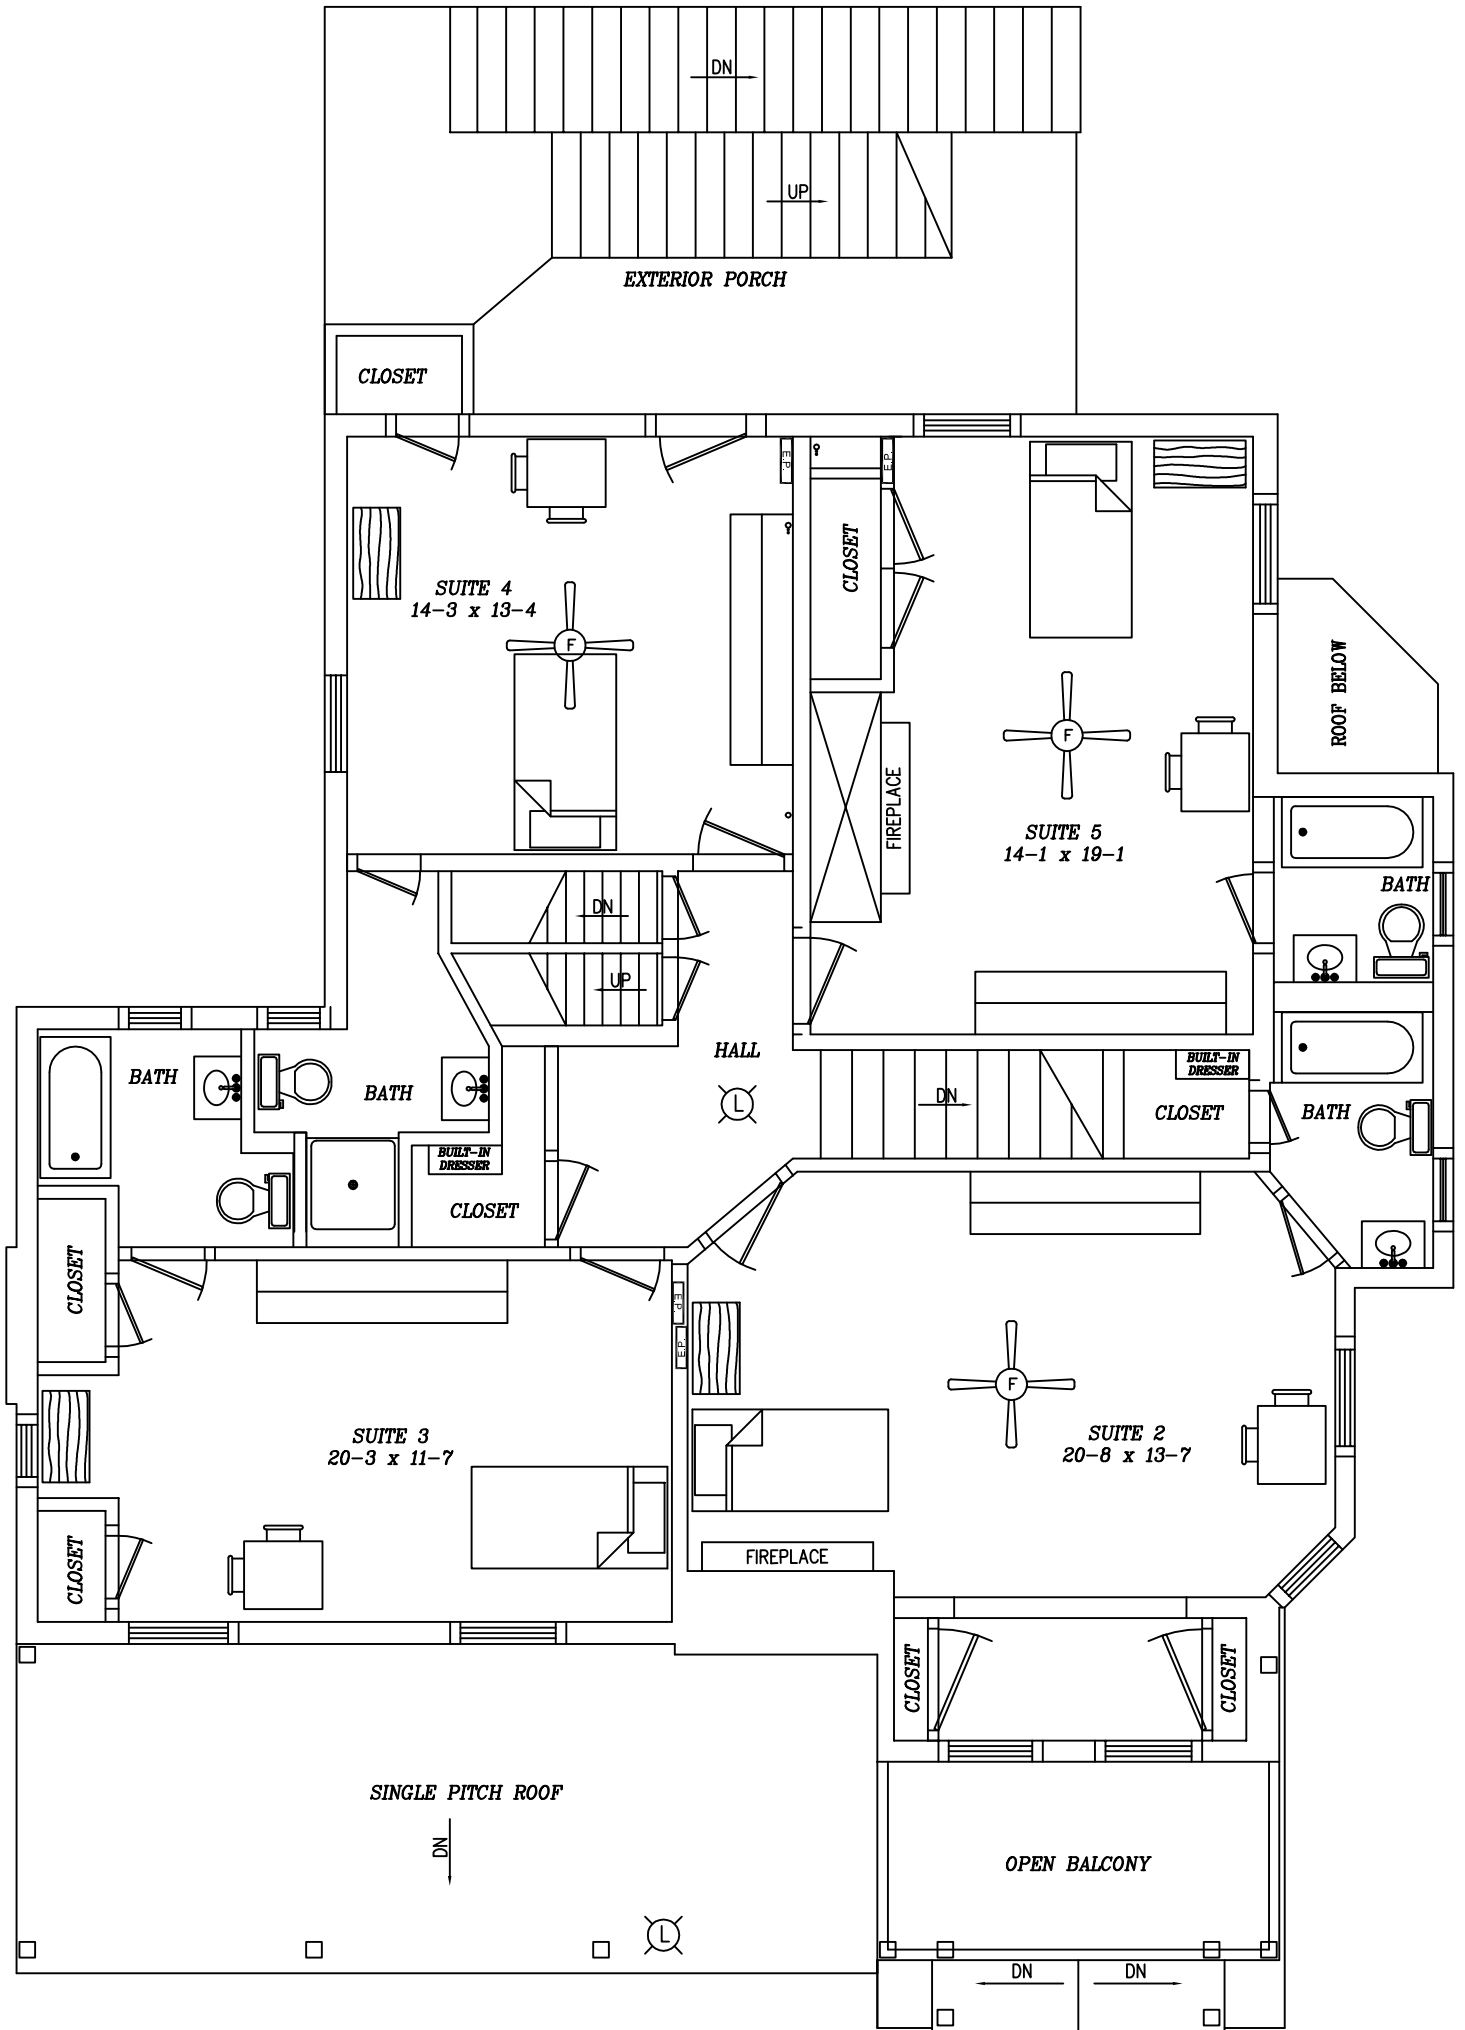 DN
UP
EXTERIOR PORCH
CLOSET
E.P.
E.P.
CLOSET
SUITE 4
14-3 x 13-4
F
ROOF BELOW
F
FIREPLACE
SUITE 5
14-1 x 19-1
BATH
DN
UP
HALL
BUILT-IN
DRESSER
BATH
BATH
L
DN
CLOSET
BATH
BUILT-IN
DRESSER
CLOSET
CLOSET
E.P.
E.P.
F
SUITE 3
20-3 x 11-7
SUITE 2
20-8 x 13-7
CLOSET
FIREPLACE
CLOSET
CLOSET
SINGLE PITCH ROOF
DN
OPEN BALCONY
L
DN
DN